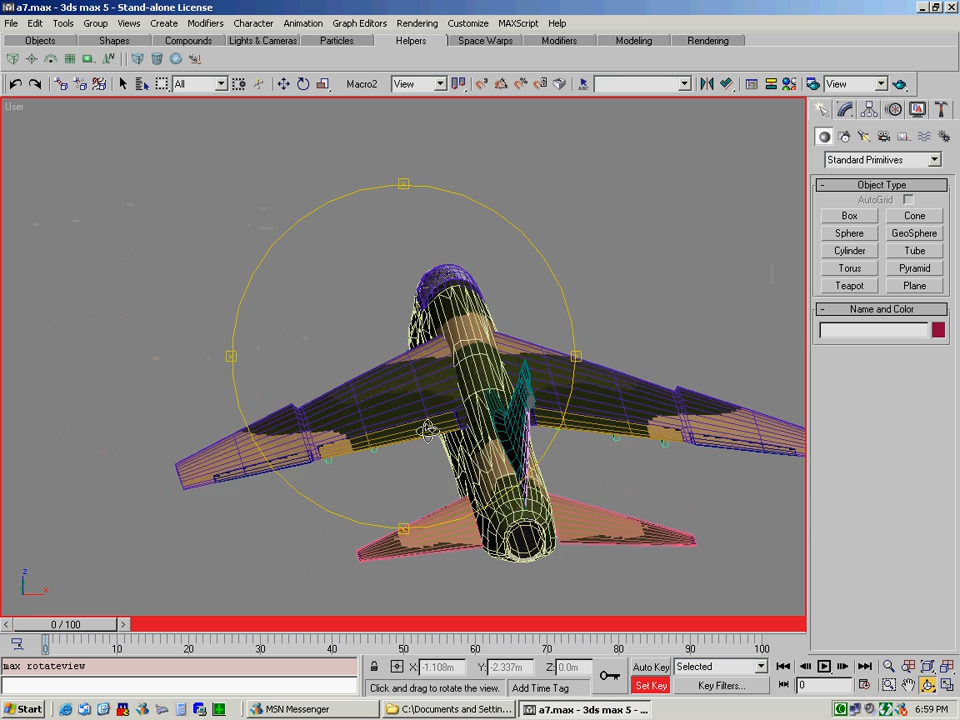 a7.max - 3ds max 5 - Stand-alone License
File Edit Tools Group Views Create Modifiers Character Animation Graph Editors Rendering Customize MAXScript Help
Objects Shapes Compounds Lights & Cameras Particles Helpers Space Warps Modifiers Modeling Rendering
All Macro2 View View
User
Standard Primitives
- Object Type
AutoGrid
Box Cone
Sphere GeoSphere
Cylinder Tube
Torus Pyramid
Teapot Plane
- Name and Color
z
x
< 0 / 100 >
0 10 20 30 40 50 60 70 80 90 100
max rotateview
X: -1.108m Y: -2.337m Z: 0.0m
Auto Key Selected
Click and drag to rotate the view. Add Time Tag
Set Key Key Filters... 0
Start MSN Messenger C:\Documents and Settin... a7.max - 3ds max 5 - ... 6:59 PM